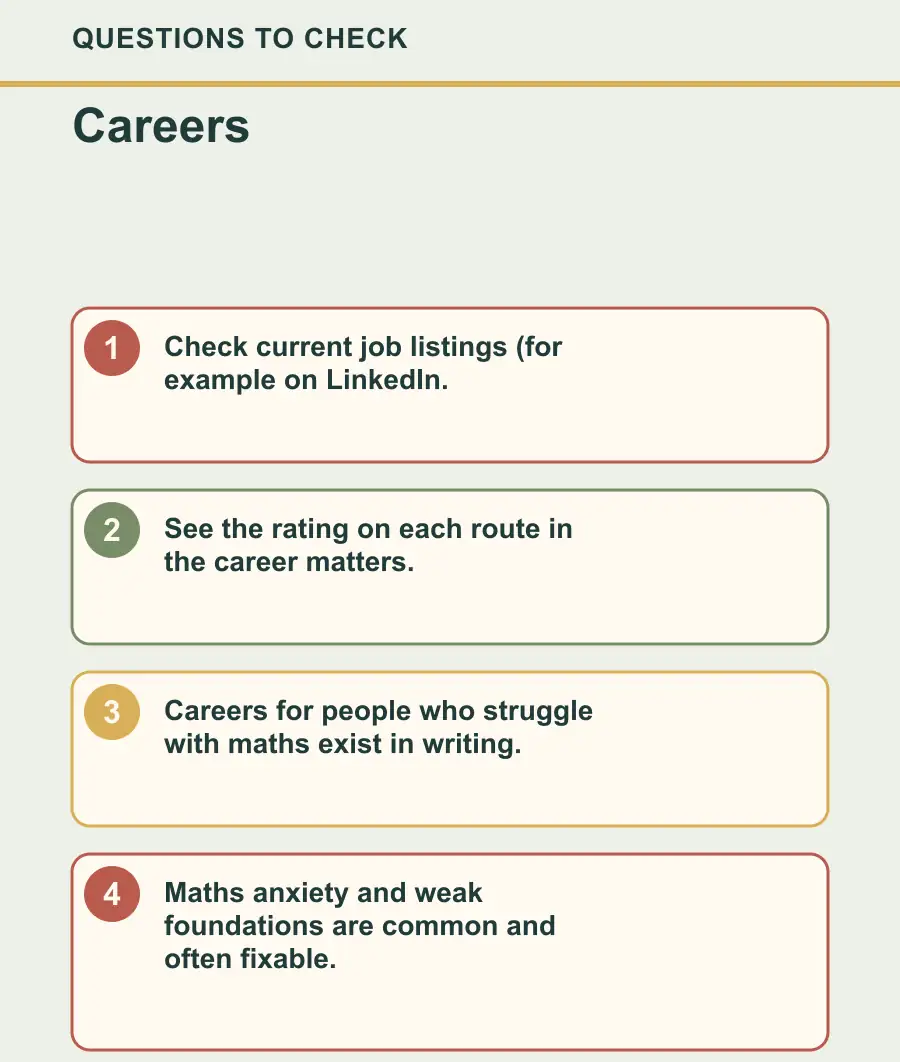 QUESTIONS TO CHECK
Careers
1
Check current job listings (for
example on LinkedIn.
2
See the rating on each route in
the career matters.
3
Careers for people who struggle
with maths exist in writing.
4
Maths anxiety and weak
foundations are common and
often fixable.